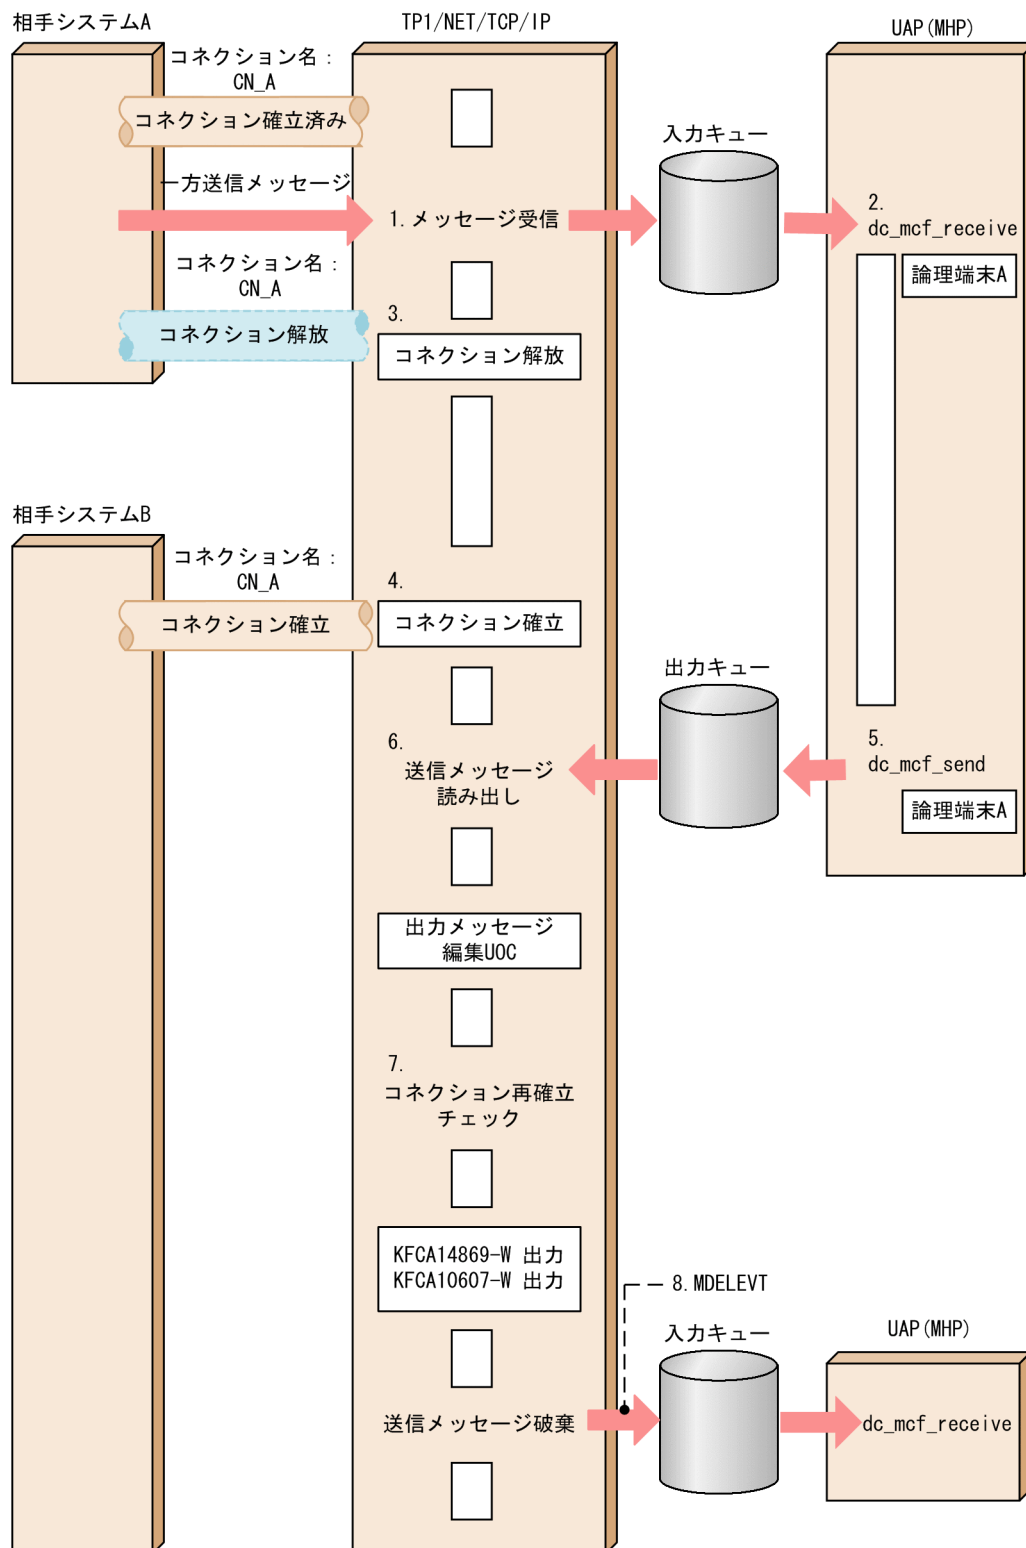 相手システムA
TP1/NET/TCP/IP
UAP(MHP)
コネクション名：
CN_A
コネクション確立済み
入力キュー
一方送信メッセージ
1.メッセージ受信
2.
dc_mcf_receive
論理端末A
コネクション名：
CN_A
コネクション解放
3.
コネクション解放
相手システムB
コネクション名：
CN_A
コネクション確立
4.
コネクション確立
出力キュー
5.
dc_mcf_send
論理端末A
6.
送信メッセージ
読み出し
出力メッセージ
編集UOC
7.
コネクション再確立
チェック
KFCA14869-W 出力
KFCA10607-W 出力
8.MDELEVT
入力キュー
UAP(MHP)
送信メッセージ破棄
dc_mcf_receive